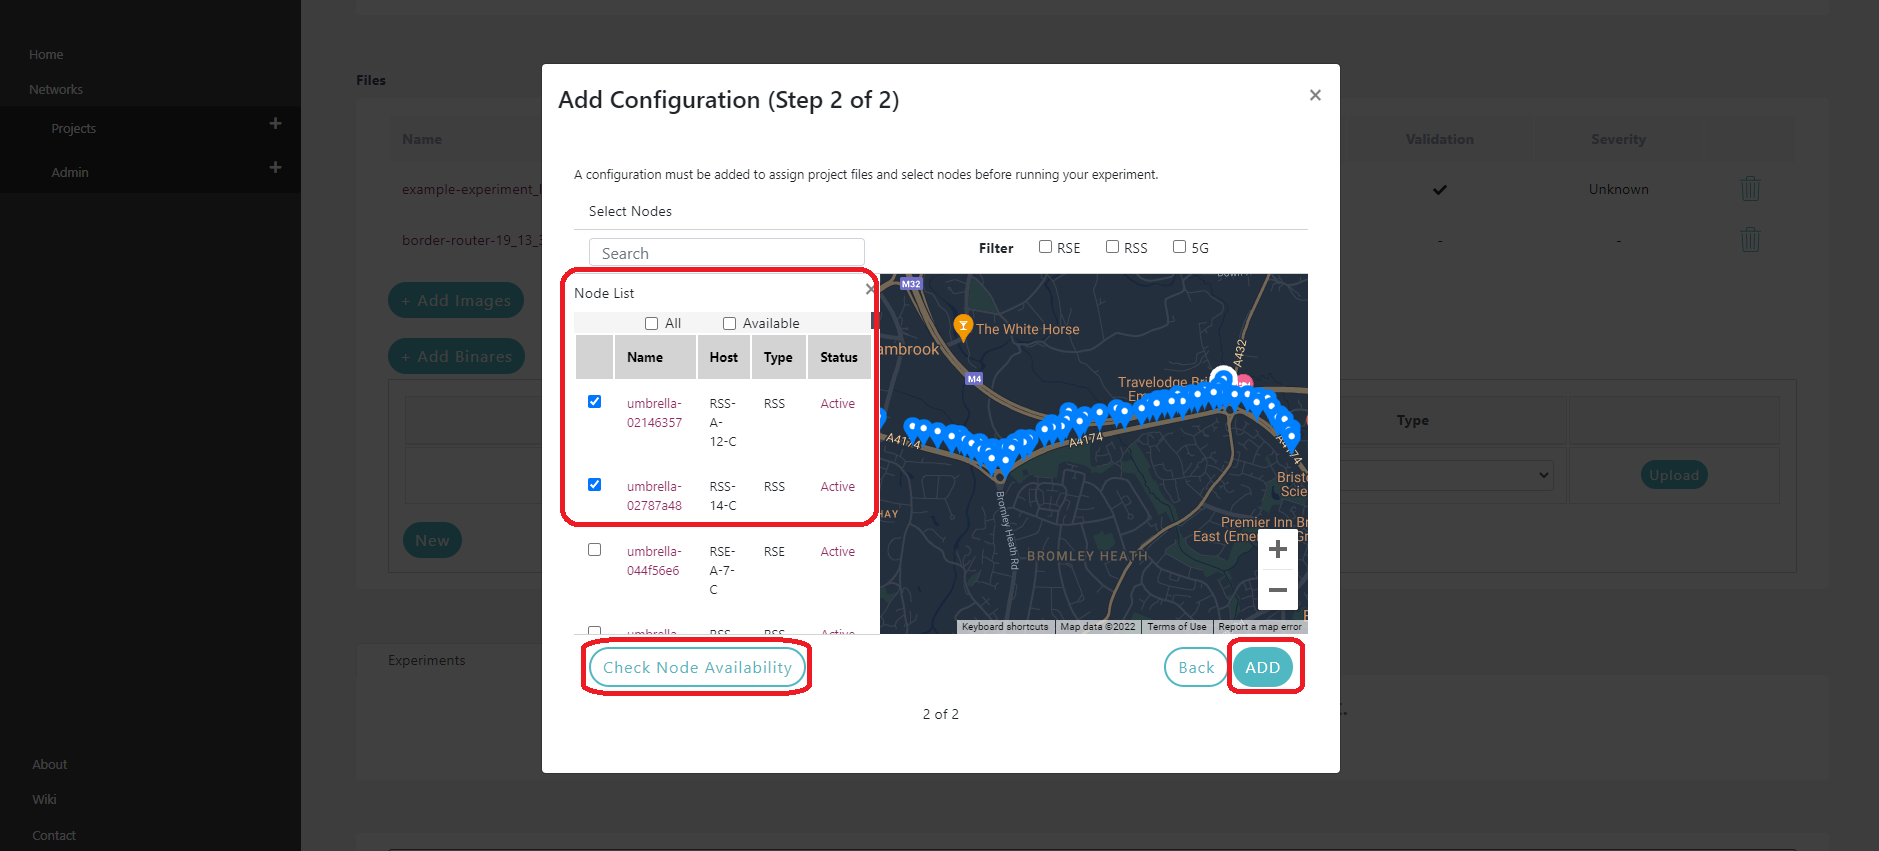 Home
Networks
Projects
Admin
About
Wiki
Contact
Files
Name
Validation
Severity
example-experiment_
Unknown
border-router-19_13_
-
-
+ Add Images
+ Add Binares
Type
Upload
New
Experiments
Add Configuration (Step 2 of 2)
×
A configuration must be added to assign project files and select nodes before running your experiment.
Select Nodes
Search
Filter RSE RSS 5G
Node List
×
All Available
Name Host Type Status
umbrella-02146357 RSS-A-12-C RSS Active
umbrella-02787a48 RSS-14-C RSS Active
umbrella-044f56e6 RSE-A-7-C RSE Active
umbrella- RSS- RSS Active
M32
The White Horse
ambrook
M4
A432
Travelodge Bri
Em
A4174
A4174
A4174
Brist
Scie
HAY
Bromley Heath Rd
BROMLEY HEATH
Premier Inn Br
East (Eme
Gr
+
−
Keyboard shortcuts Map data ©2022 Terms of Use Report a map error
Check Node Availability
Back
ADD
2 of 2